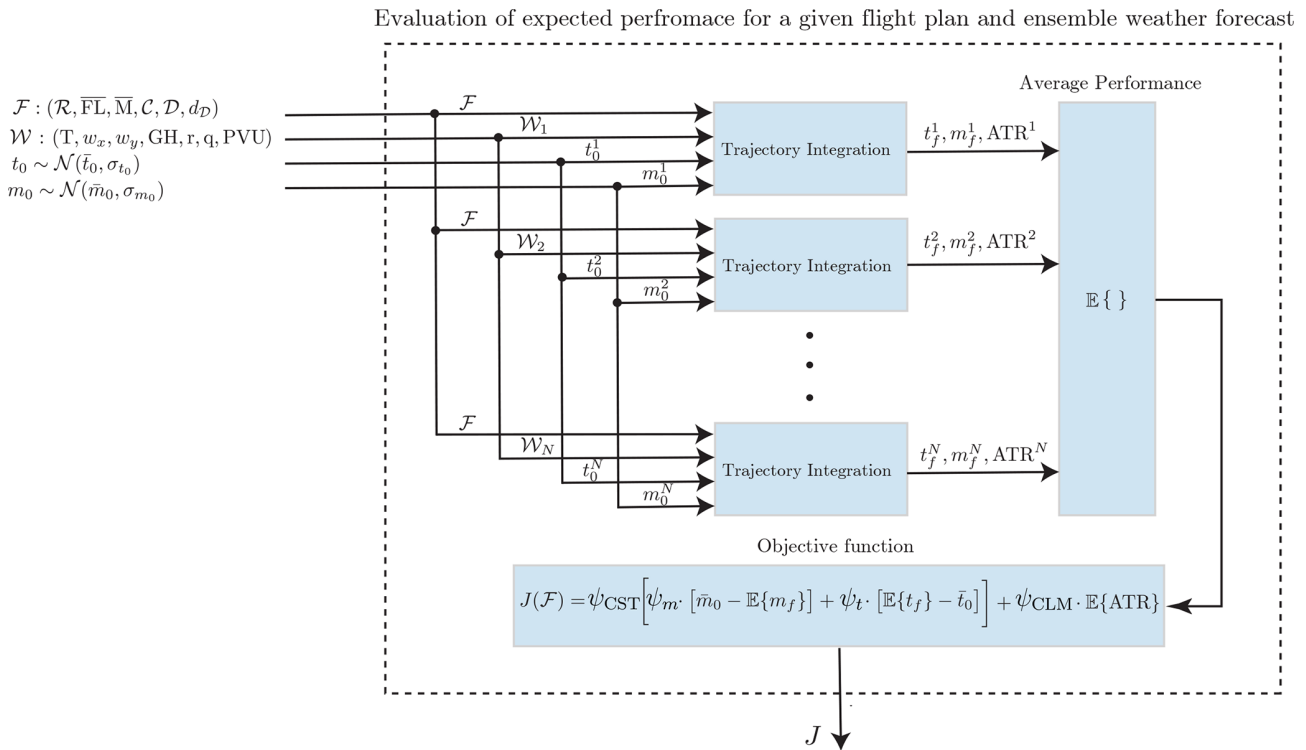 Evaluation of expected perfromace for a given flight plan and ensemble weather forecast
Average Performance
ℱ : (ℛ, F̅L̅, M̅, 𝒞, 𝒟, d_𝒟)
𝒲 : (T, w_x, w_y, GH, r, q, PVU)
t_0 ∼ 𝒩(t̄_0, σ_{t_0})
m_0 ∼ 𝒩(m̄_0, σ_{m_0})
ℱ
𝒲_1
t_0^1
m_0^1
Trajectory Integration
t_f^1, m_f^1, ATR^1
ℱ
𝒲_2
t_0^2
m_0^2
Trajectory Integration
t_f^2, m_f^2, ATR^2
𝔼{ }
ℱ
𝒲_N
t_0^N
m_0^N
Trajectory Integration
t_f^N, m_f^N, ATR^N
Objective function
J(ℱ) = ψ_CST [ψ_m · [m̄_0 − 𝔼{m_f}] + ψ_t · [𝔼{t_f} − t̄_0]] + ψ_CLM · 𝔼{ATR}
J